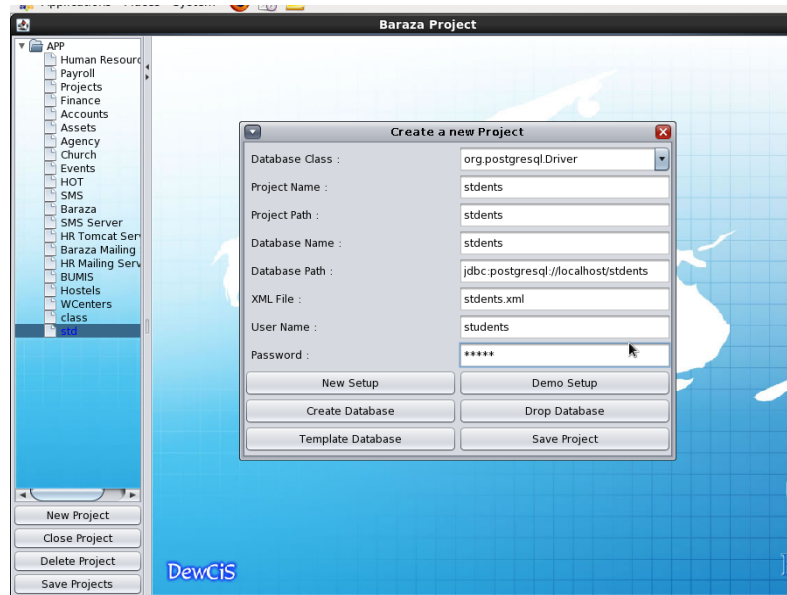 Applications Places System
Baraza Project
APP
Human Resourc
Payroll
Projects
Finance
Accounts
Assets
Agency
Church
Events
HOT
SMS
Baraza
SMS Server
HR Tomcat Ser
Baraza Mailing
HR Mailing Serv
BUMIS
Hostels
WCenters
class
std
New Project
Close Project
Delete Project
Save Projects
Create a new Project
Database Class : org.postgresql.Driver
Project Name : stdents
Project Path : stdents
Database Name : stdents
Database Path : jdbc:postgresql://localhost/stdents
XML File : stdents.xml
User Name : students
Password : *****
New Setup Demo Setup
Create Database Drop Database
Template Database Save Project
DewCiS